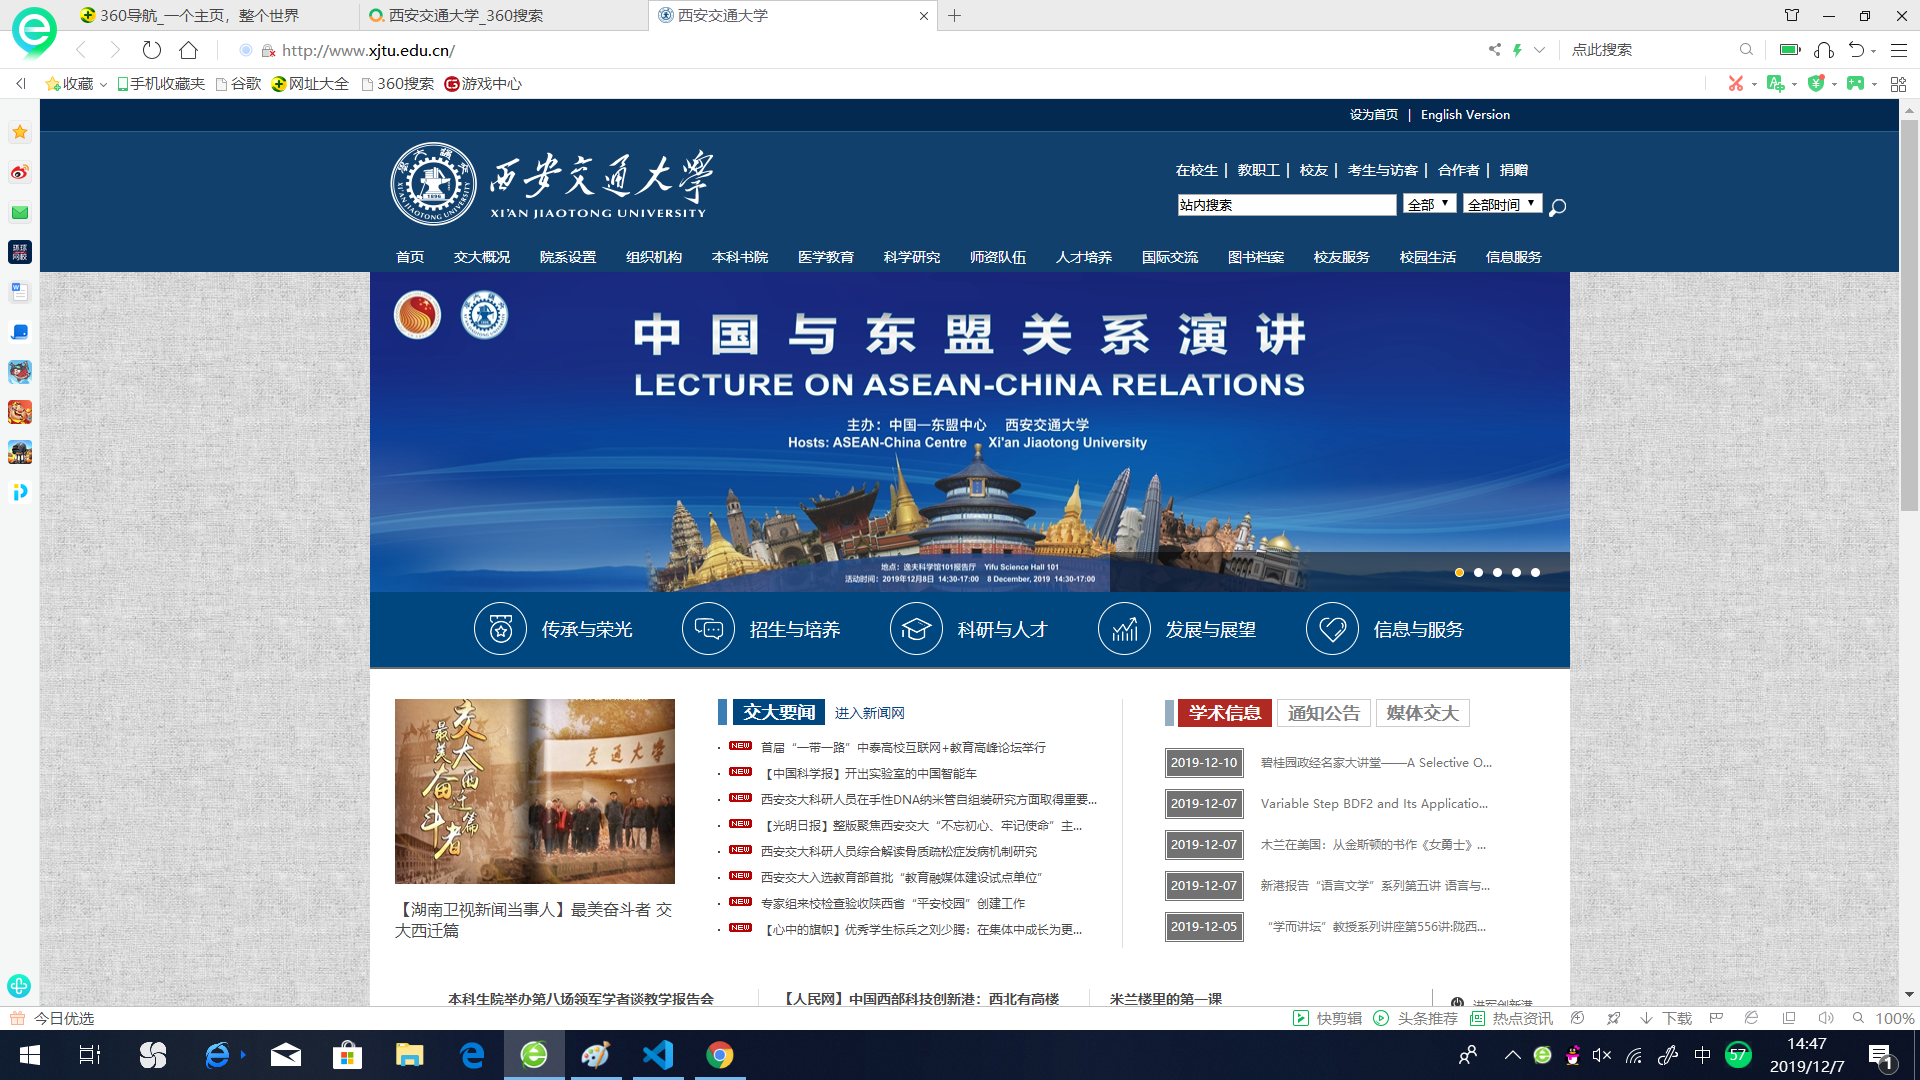 360导航_一个主页，整个世界
西安交通大学_360搜索
西安交通大学
http://www.xjtu.edu.cn/
点此搜索
收藏 手机收藏夹 谷歌 网址大全 360搜索 游戏中心
设为首页 | English Version
西安交通大学
XI'AN JIAOTONG UNIVERSITY
在校生 | 教职工 | 校友 | 考生与访客 | 合作者 | 捐赠
站内搜索 全部 全部时间
首页 交大概况 院系设置 组织机构 本科书院 医学教育 科学研究 师资队伍 人才培养 国际交流 图书档案 校友服务 校园生活 信息服务
中国与东盟关系演讲
LECTURE ON ASEAN-CHINA RELATIONS
主办：中国—东盟中心 西安交通大学
Hosts: ASEAN-China Centre Xi'an Jiaotong University
地点：逸夫科学馆101报告厅 Yifu Science Hall 101
活动时间：2019年12月8日 14:30-17:00 8 December, 2019 14:30-17:00
传承与荣光 招生与培养 科研与人才 发展与展望 信息与服务
交大西迁篇
最美奋斗者
交通大学
【湖南卫视新闻当事人】最美奋斗者 交
大西迁篇
交大要闻 进入新闻网
NEW 首届“一带一路”中泰高校互联网+教育高峰论坛举行
NEW 【中国科学报】开出实验室的中国智能车
NEW 西安交大科研人员在手性DNA纳米管自组装研究方面取得重要...
NEW 【光明日报】整版聚焦西安交大“不忘初心、牢记使命”主...
NEW 西安交大科研人员综合解读骨质疏松症发病机制研究
NEW 西安交大入选教育部首批“教育融媒体建设试点单位”
NEW 专家组来校检查验收陕西省“平安校园”创建工作
NEW 【心中的旗帜】优秀学生标兵之刘少腾：在集体中成长为更...
学术信息 通知公告 媒体交大
2019-12-10 碧桂园政经名家大讲堂——A Selective O...
2019-12-07 Variable Step BDF2 and Its Applicatio...
2019-12-07 木兰在美国：从金斯顿的书作《女勇士》...
2019-12-07 新港报告“语言文学”系列第五讲 语言与...
2019-12-05 “学而讲坛”教授系列讲座第556讲:陇西...
本科生院举办第八场领军学者谈教学报告会
【人民网】中国西部科技创新港：西北有高楼
米兰楼里的第一课
进军创新港
今日优选
快剪辑 头条推荐 热点资讯 下载 100%
中 57
14:47
2019/12/7
1